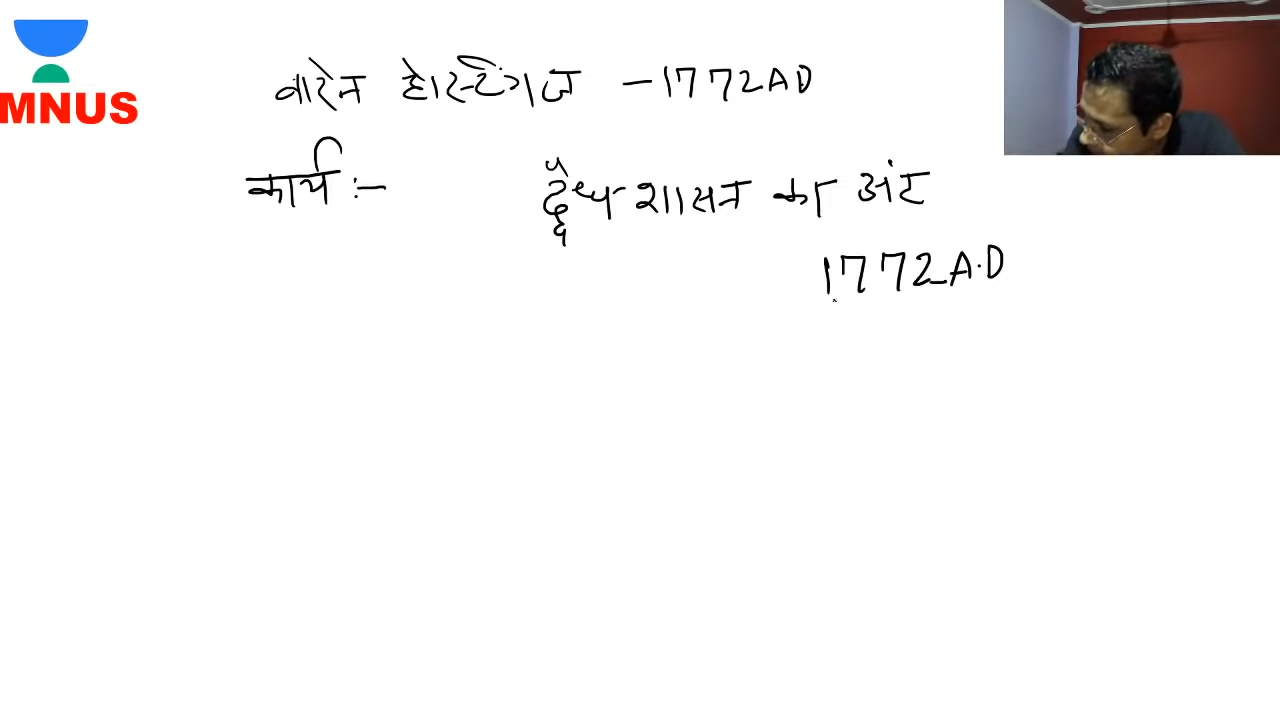 MNUS
वारेन हेस्टिंग्ज – 1772AD
कार्य :–
द्वैध शासन का अंत
1772A.D